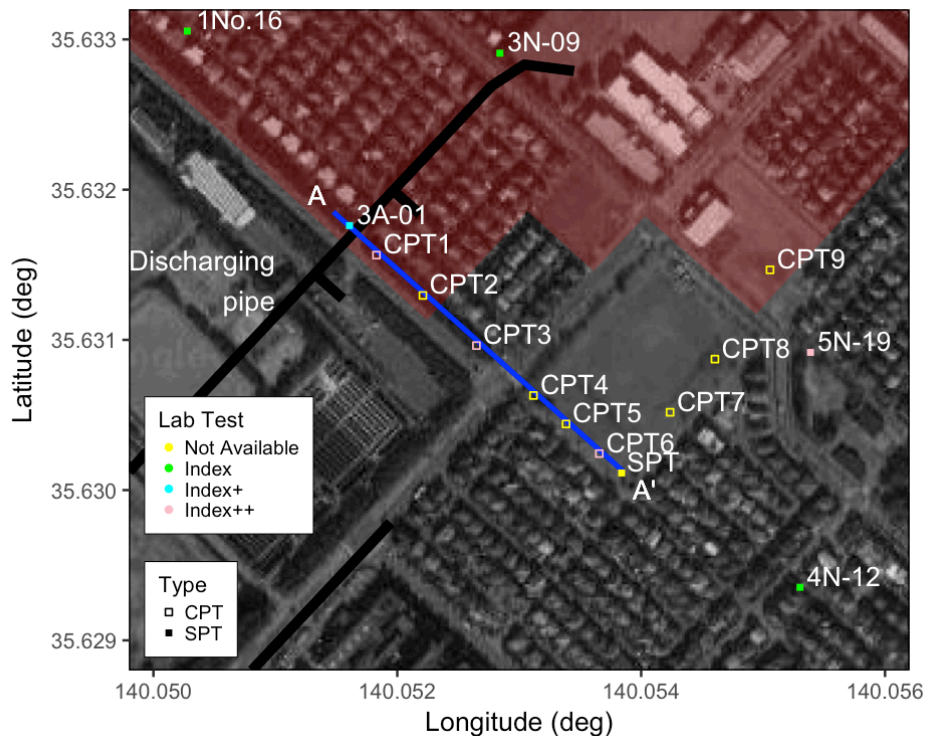 1No.16
35.633
3N-09
35.632
A
3A-01
CPT1
Discharging
pipe
CPT9
CPT2
35.631
CPT3
CPT8
5N-19
CPT4
CPT7
CPT5
CPT6
SPT
A'
35.630
Lab Test
Not Available
Index
Index+
Index++
4N-12
Type
CPT
SPT
35.629
140.050
140.052
140.054
140.056
Longitude (deg)
Latitude (deg)